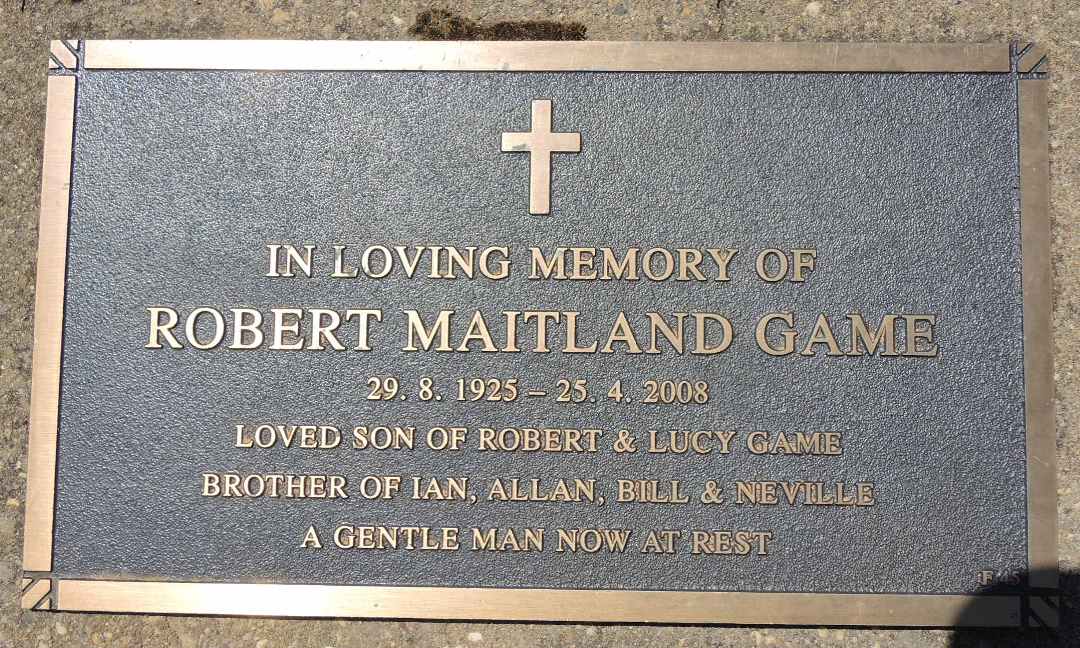 IN LOVING MEMORY OF
ROBERT MAITLAND GAME
29. 8. 1925 – 25. 4. 2008
LOVED SON OF ROBERT & LUCY GAME
BROTHER OF IAN, ALLAN, BILL & NEVILLE
A GENTLE MAN NOW AT REST
F 45